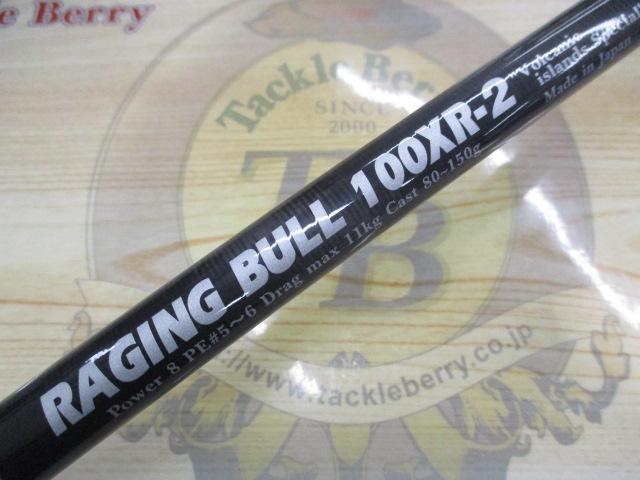 kle Berry
Tackle Berry
SINCE
2000
TB
RAGING BULL 100XR-2
Power 8 PE#5～6 Drag max 11kg Cast 80~150g
"Volcanic
islands Special
Made in Japan
://www.tackleberry.co.jp